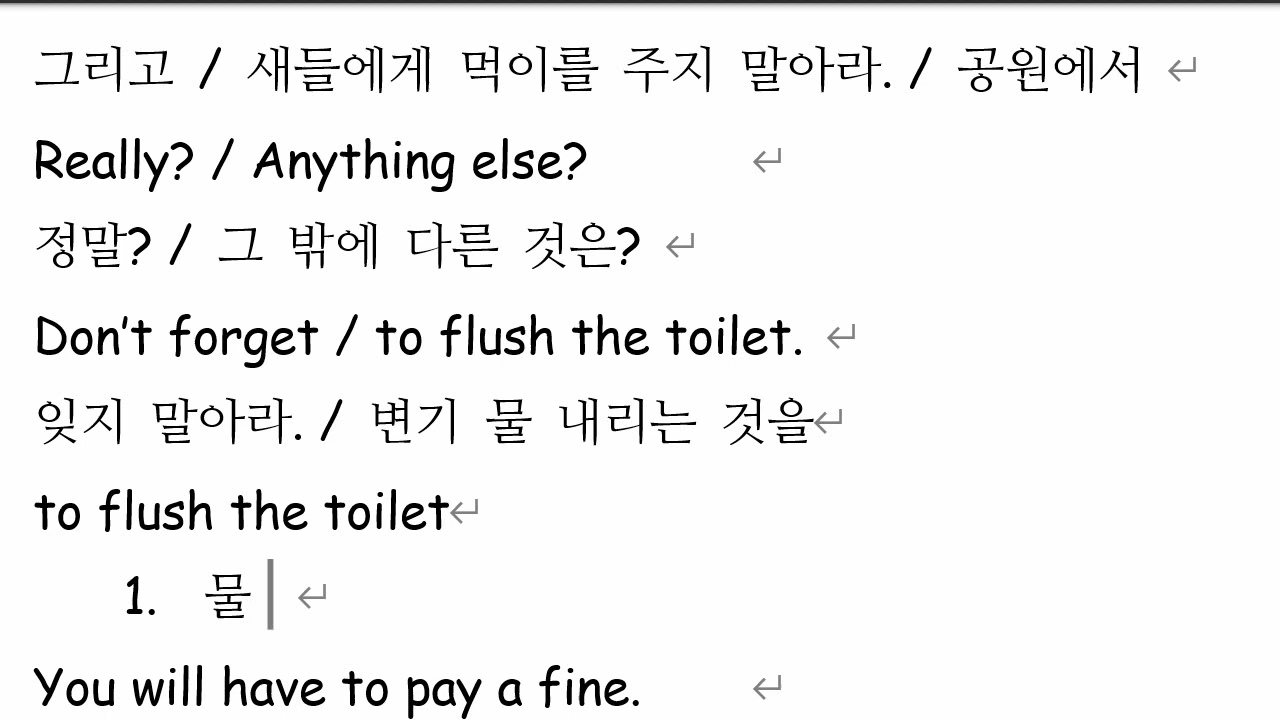 그리고 / 새들에게 먹이를 주지 말아라. / 공원에서
Really? / Anything else?
정말? / 그 밖에 다른 것은?
Don't forget / to flush the toilet.
잊지 말아라. / 변기 물 내리는 것을
to flush the toilet
1. 물
You will have to pay a fine.